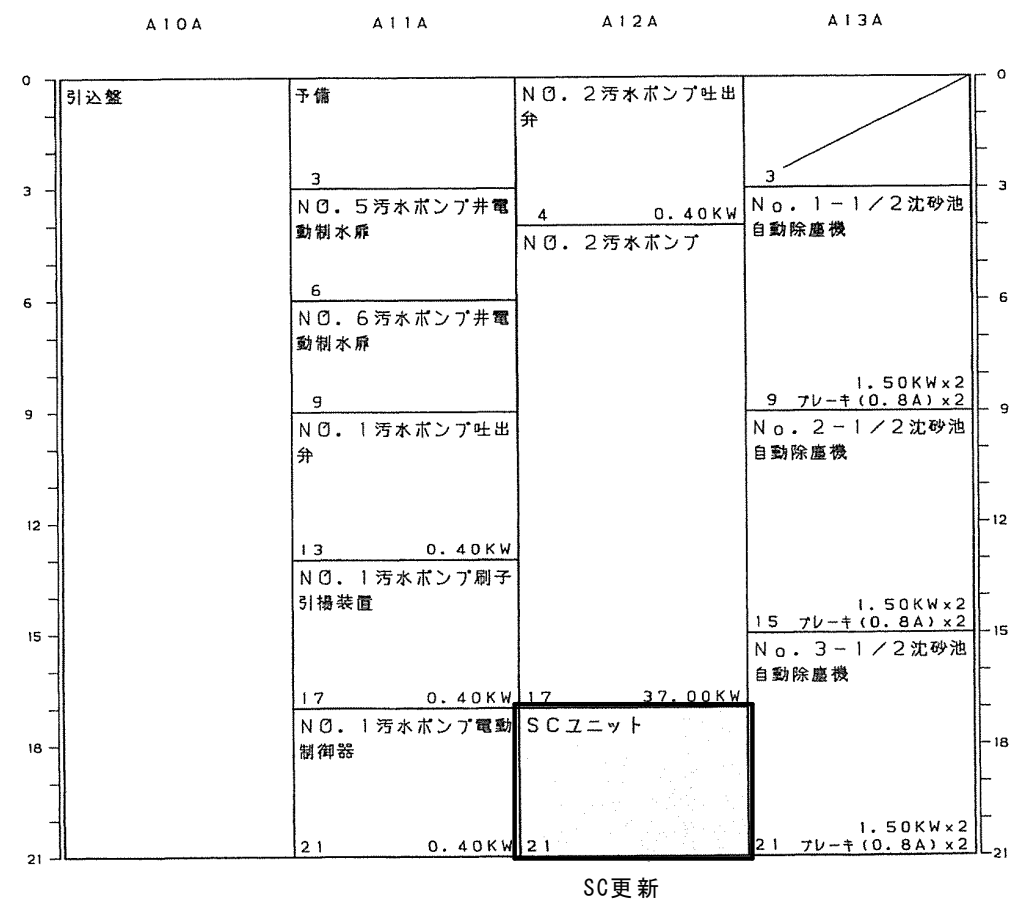 A10A
A11A
A12A
A13A
0
3
6
9
12
15
18
21
引込盤
予備
3
NO. 5汚水ポンプ井電
動制水扉
6
NO. 6汚水ポンプ井電
動制水扉
9
NO. 1汚水ポンプ吐出
弁
13 0.40KW
NO. 1汚水ポンプ刷子
引揚装置
17 0.40KW
NO. 1汚水ポンプ電動
制御器
21 0.40KW
NO. 2汚水ポンプ吐出
弁
4 0.40KW
NO. 2汚水ポンプ
17 37.00KW
SCユニット
21
3
No. 1-1/2沈砂池
自動除塵機
1.50KW×2
9 ブレーキ(0.8A)×2
No. 2-1/2沈砂池
自動除塵機
1.50KW×2
15 ブレーキ(0.8A)×2
No. 3-1/2沈砂池
自動除塵機
1.50KW×2
21 ブレーキ(0.8A)×2
0
3
6
9
12
15
18
21
SC更新